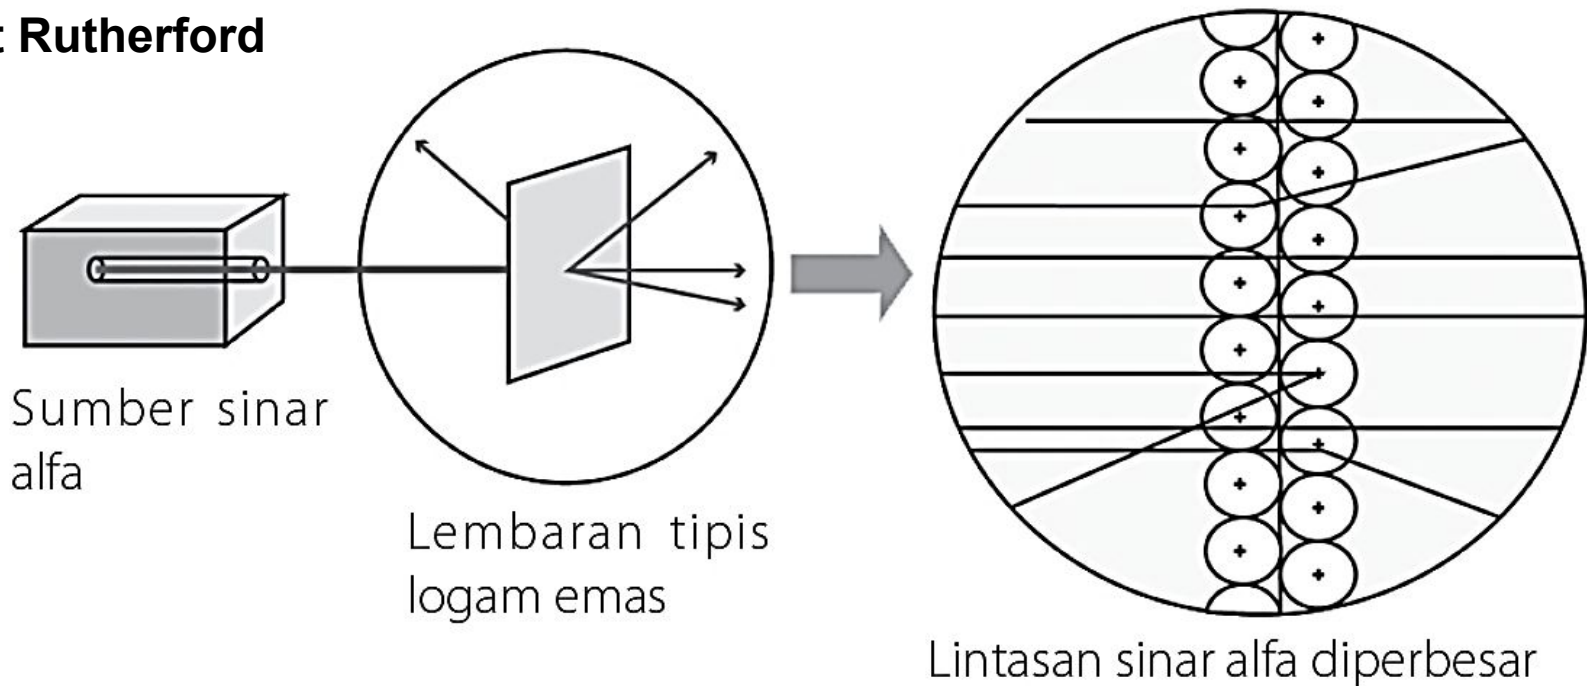 t Rutherford
Sumber sinar
alfa
Lembaran tipis
logam emas
Lintasan sinar alfa diperbesar